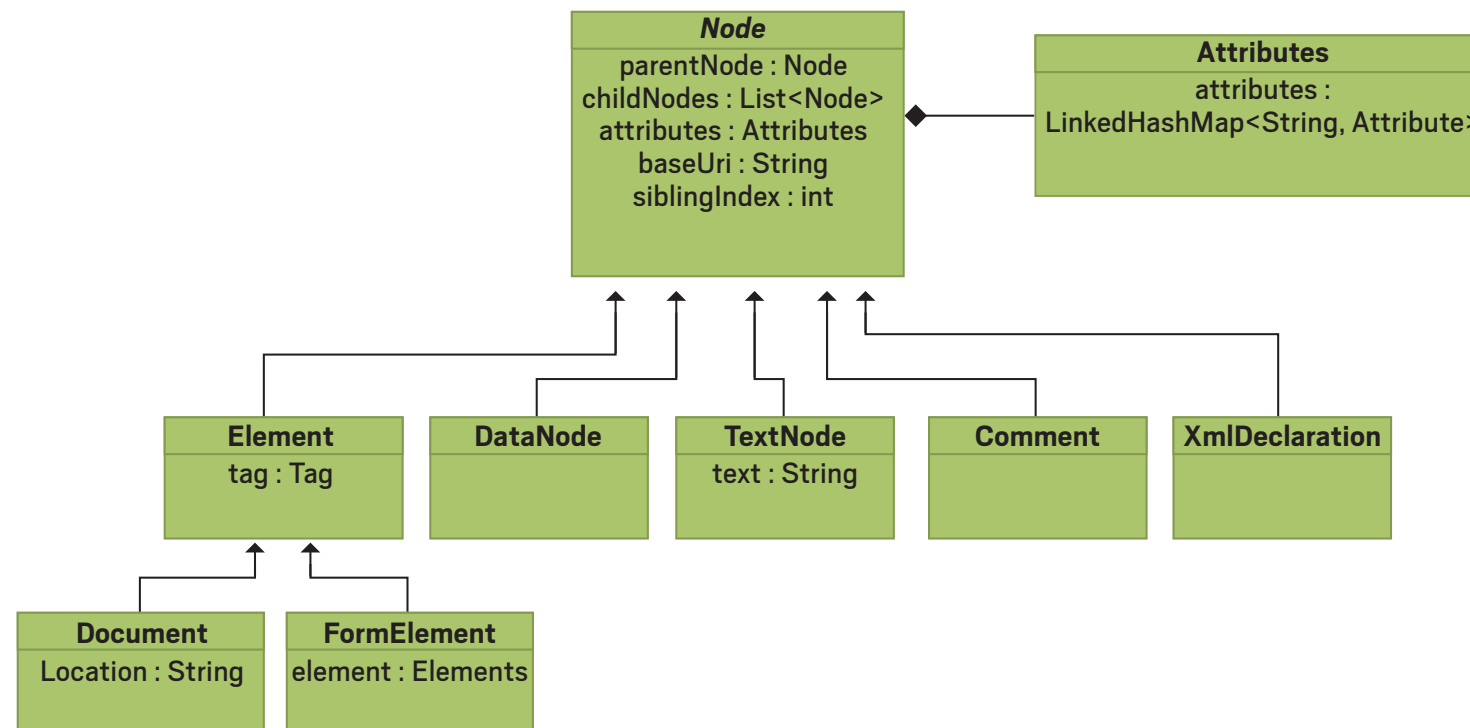 Node
parentNode : Node
childNodes : List<Node>
attributes : Attributes
baseUri : String
siblingIndex : int
Attributes
attributes :
LinkedHashMap<String, Attribute>
Element
tag : Tag
DataNode
TextNode
text : String
Comment
XmlDeclaration
Document
Location : String
FormElement
element : Elements